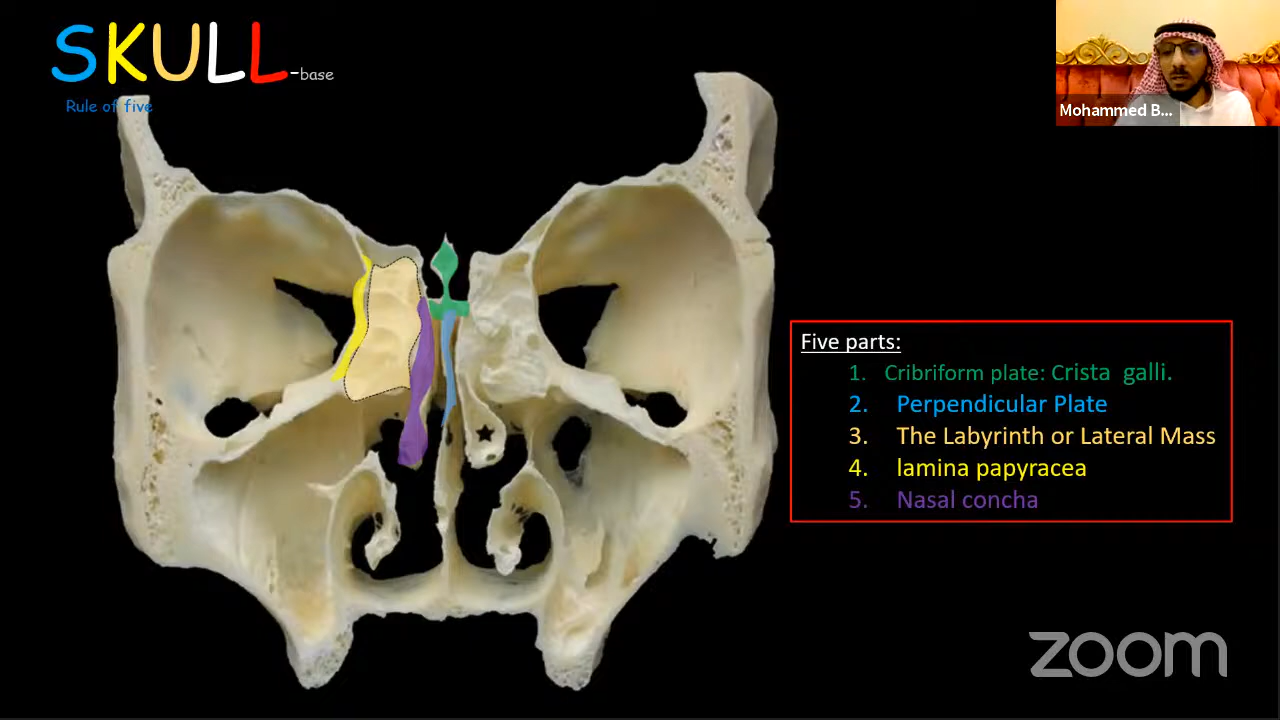 SKULL-base
Rule of five
Mohammed B...
Five parts:
1. Cribriform plate: Crista galli.
2. Perpendicular Plate
3. The Labyrinth or Lateral Mass
4. lamina papyracea
5. Nasal concha
zoom